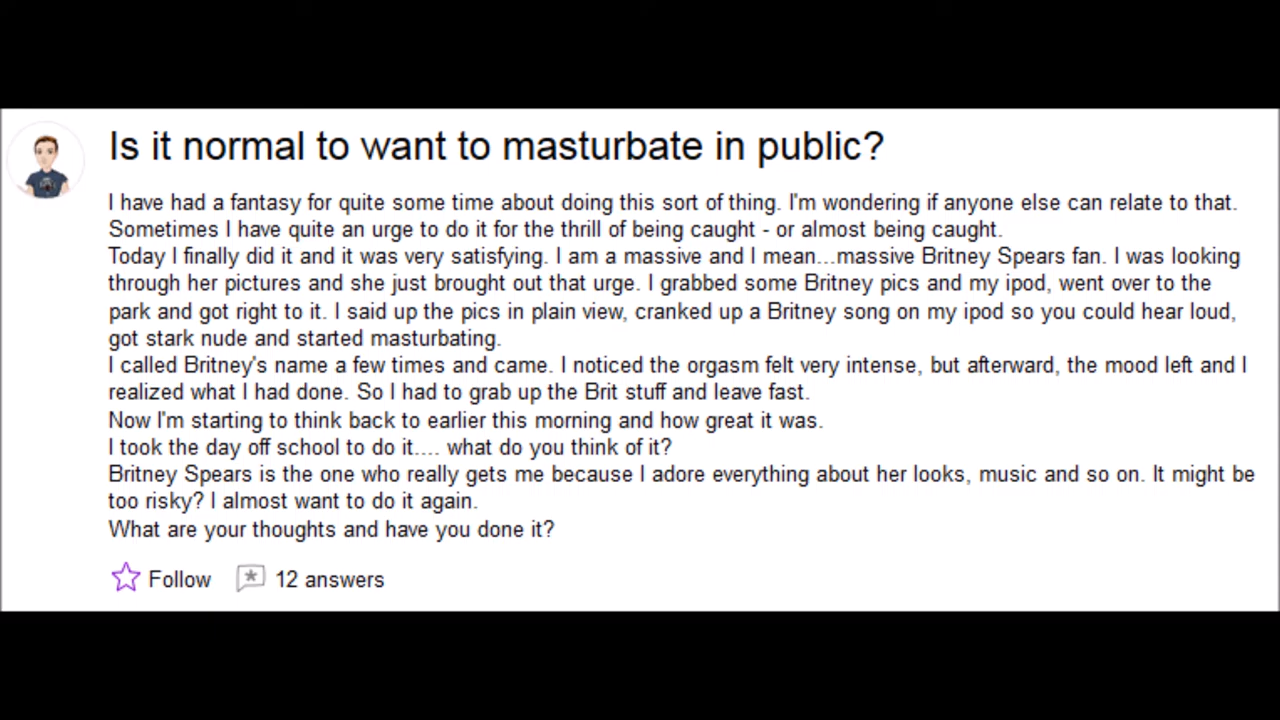 Is it normal to want to masturbate in public?
I have had a fantasy for quite some time about doing this sort of thing. I'm wondering if anyone else can relate to that.
Sometimes I have quite an urge to do it for the thrill of being caught - or almost being caught.
Today I finally did it and it was very satisfying. I am a massive and I mean...massive Britney Spears fan. I was looking
through her pictures and she just brought out that urge. I grabbed some Britney pics and my ipod, went over to the
park and got right to it. I said up the pics in plain view, cranked up a Britney song on my ipod so you could hear loud,
got stark nude and started masturbating.
I called Britney's name a few times and came. I noticed the orgasm felt very intense, but afterward, the mood left and I
realized what I had done. So I had to grab up the Brit stuff and leave fast.
Now I'm starting to think back to earlier this morning and how great it was.
I took the day off school to do it.... what do you think of it?
Britney Spears is the one who really gets me because I adore everything about her looks, music and so on. It might be
too risky? I almost want to do it again.
What are your thoughts and have you done it?
Follow 12 answers